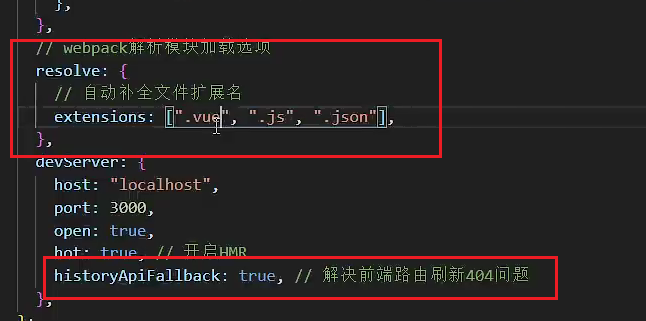 },
},
// webpack解析模块加载选项
resolve: {
// 自动补全文件扩展名
extensions: [".vue", ".js", ".json"],
},
devServer: {
host: "localhost",
port: 3000,
open: true,
hot: true, // 开启HMR
historyApiFallback: true, // 解决前端路由刷新404问题
},
};